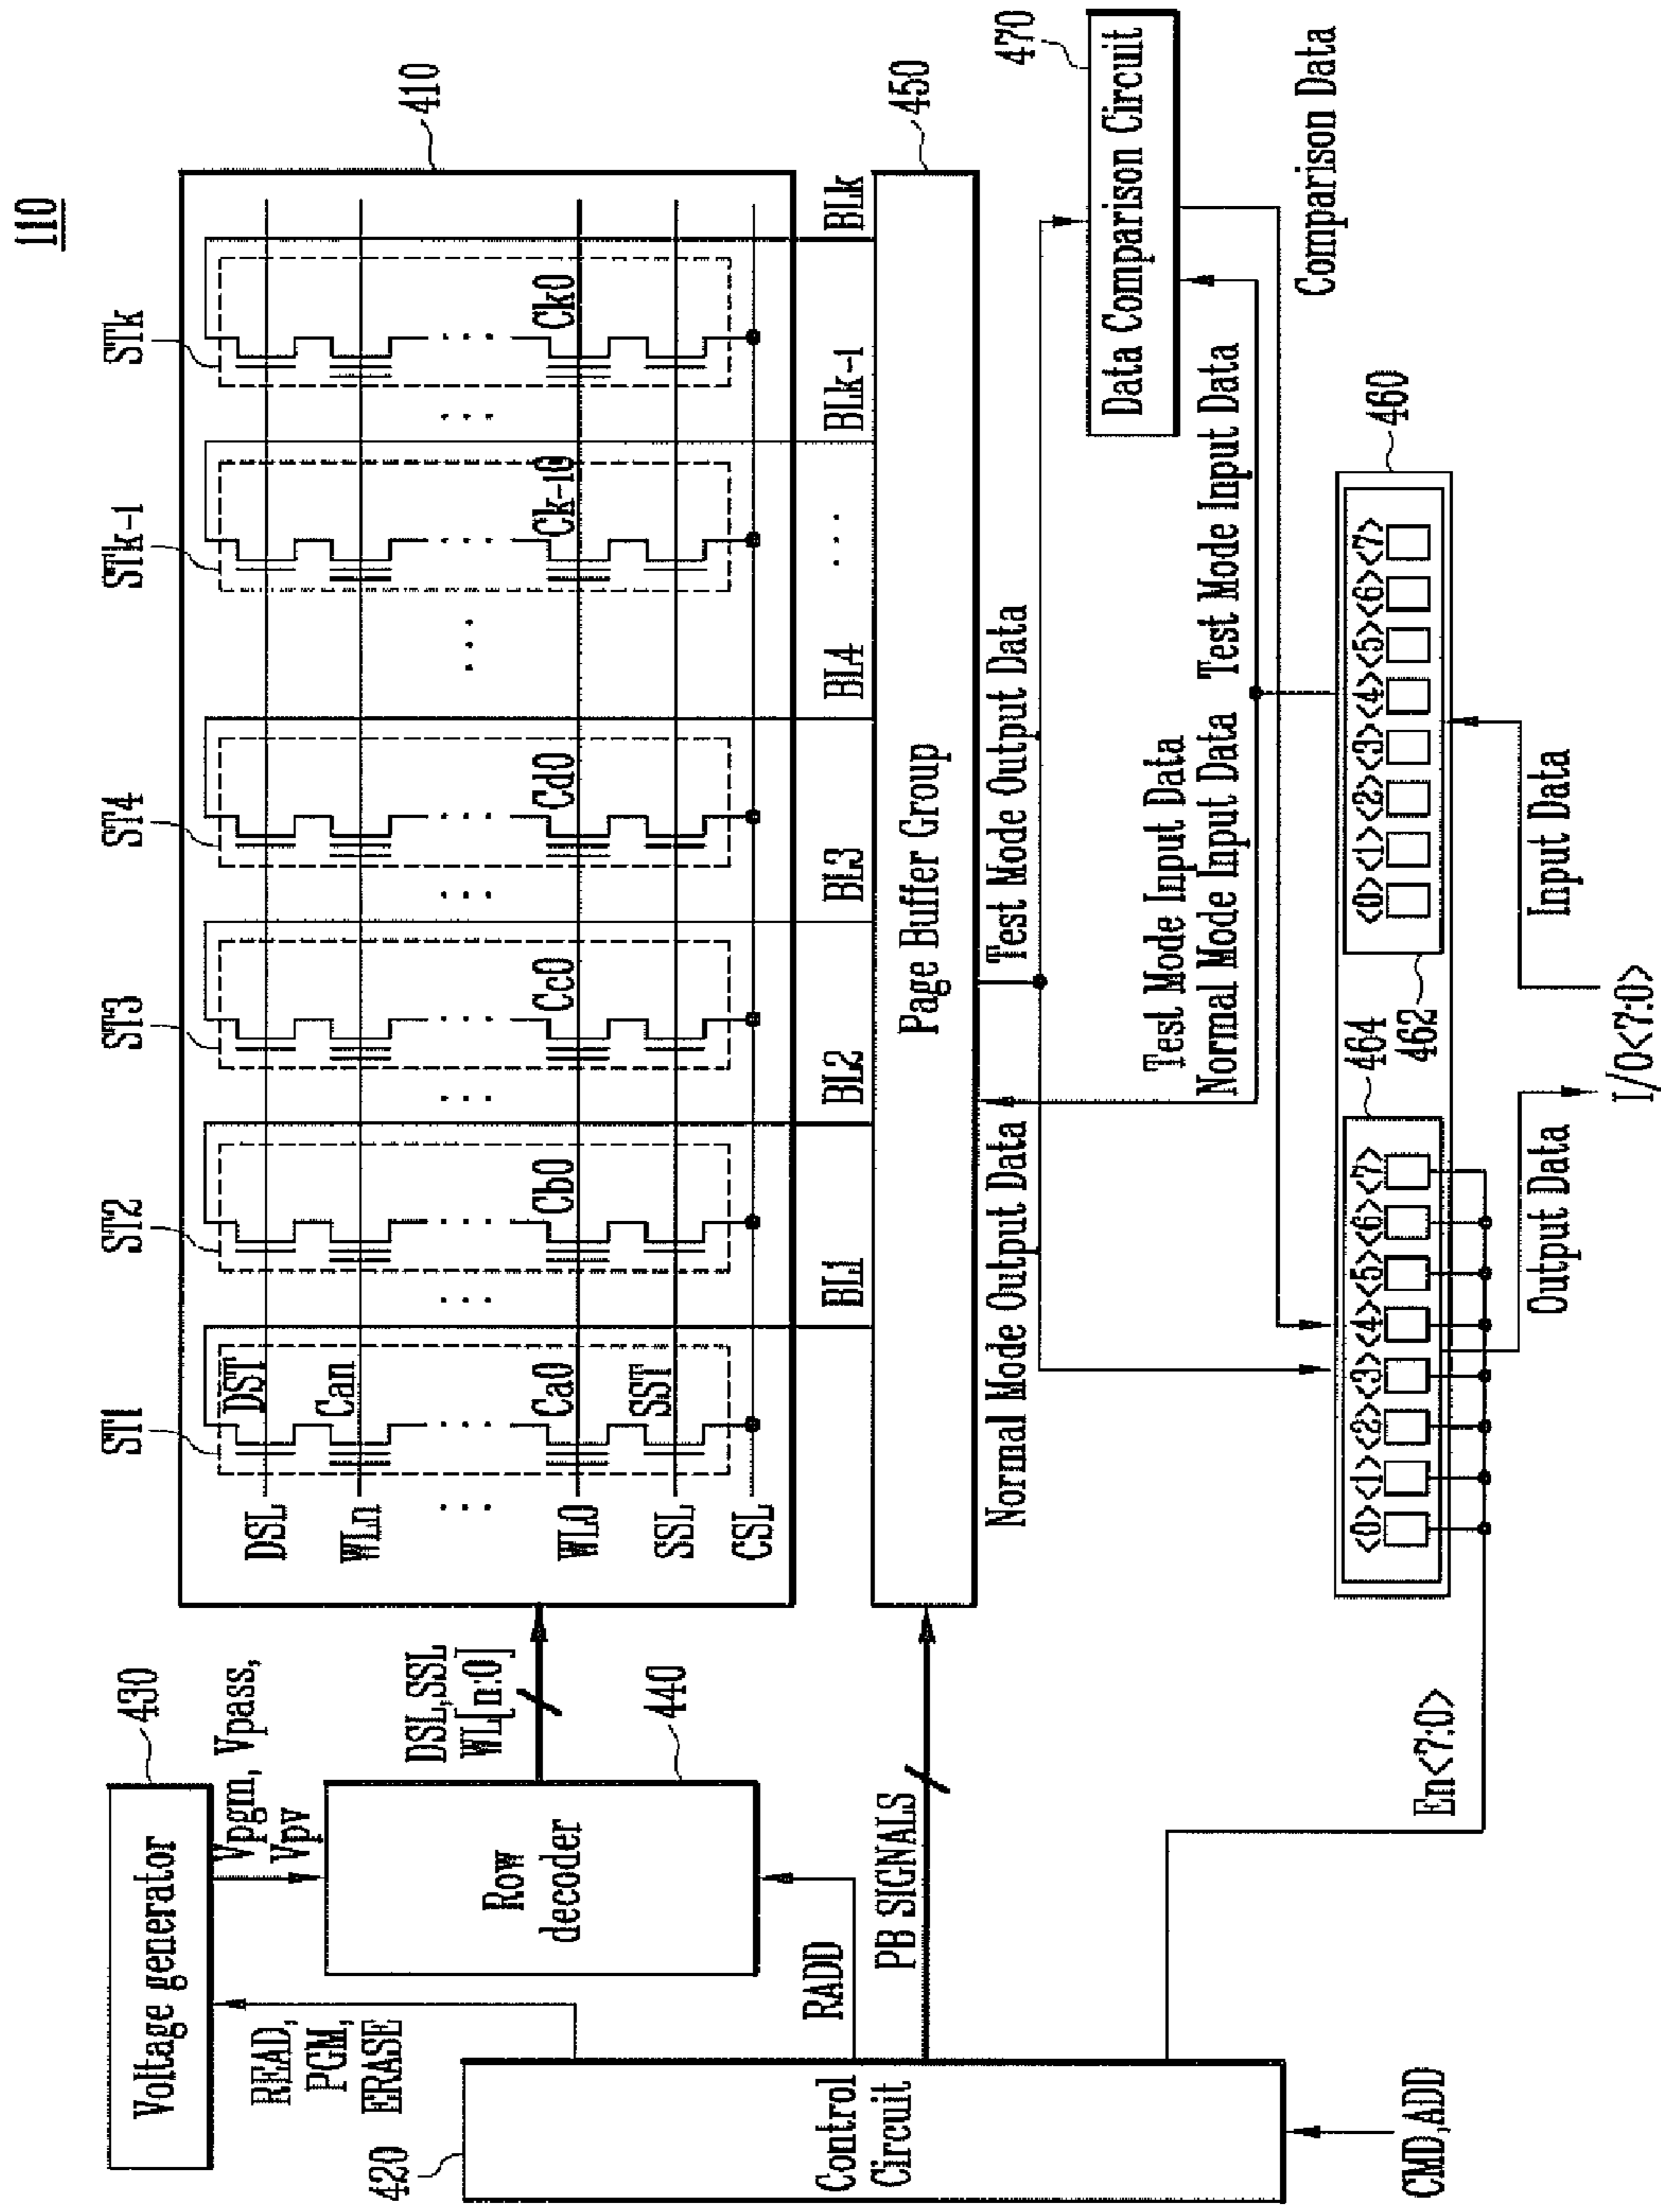 110
430
Voltage generator
READ,
PGM,
ERASE
Vpgm, Vpass,
Vpv
Row
decoder
440
DSL,SSL
WL[n:0]
420
Control
Circuit
RADD
PB SIGNALS
CMD,ADD
En<7:0>
410
ST1
ST2
ST3
ST4
STk-1
STk
DSL
WLn
WL0
SSL
CSL
DST
Can
Ca0
SST
Cb0
Cc0
Cd0
Ck-10
Ck0
BL1
BL2
BL3
BL4
BLk-1
BLk
Page Buffer Group
450
Normal Mode Output Data
Test Mode Output Data
470
Data Comparison Circuit
Test Mode Input Data
Normal Mode Input Data
Test Mode Input Data
Comparison Data
460
464
<0><1><2><3><4><5><6><7>
462
<0><1><2><3><4><5><6><7>
Output Data
Input Data
I/O<7:0>